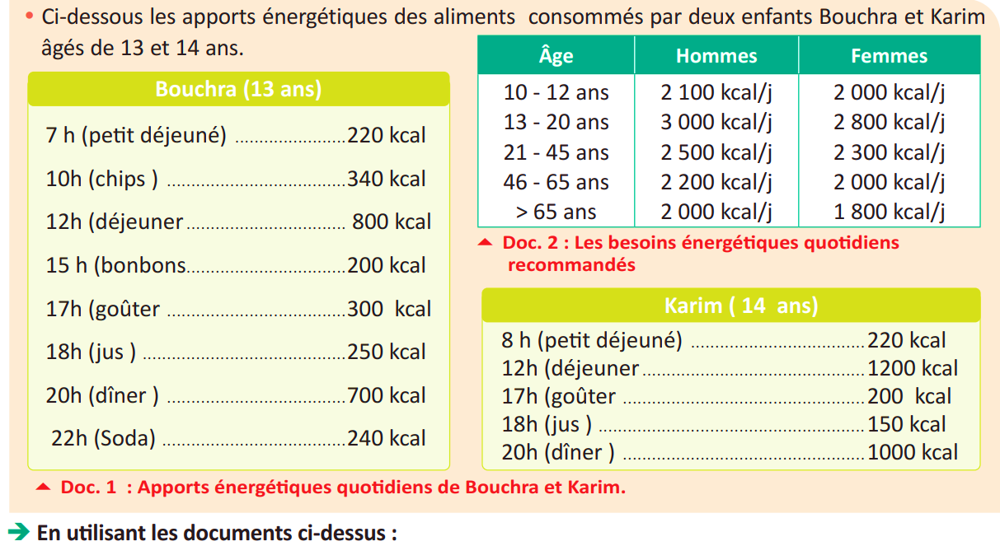 • Ci-dessous les apports énergétiques des aliments consommés par deux enfants Bouchra et Karim
âgés de 13 et 14 ans.
Bouchra (13 ans)
7 h (petit déjeuné) ......................220 kcal
10h (chips ) ....................................340 kcal
12h (déjeuner................................ 800 kcal
15 h (bonbons................................200 kcal
17h (goûter ....................................300 kcal
18h (jus ) .........................................250 kcal
20h (dîner ) ....................................700 kcal
22h (Soda) .....................................240 kcal
Âge Hommes Femmes
10 - 12 ans 2 100 kcal/j 2 000 kcal/j
13 - 20 ans 3 000 kcal/j 2 800 kcal/j
21 - 45 ans 2 500 kcal/j 2 300 kcal/j
46 - 65 ans 2 200 kcal/j 2 000 kcal/j
> 65 ans 2 000 kcal/j 1 800 kcal/j
Doc. 2 : Les besoins énergétiques quotidiens
recommandés
Karim ( 14 ans)
8 h (petit déjeuné) ...................................220 kcal
12h (déjeuner.............................................1200 kcal
17h (goûter .................................................200 kcal
18h (jus ) ......................................................150 kcal
20h (dîner ) .................................................1000 kcal
Doc. 1 : Apports énergétiques quotidiens de Bouchra et Karim.
➔ En utilisant les documents ci-dessus :